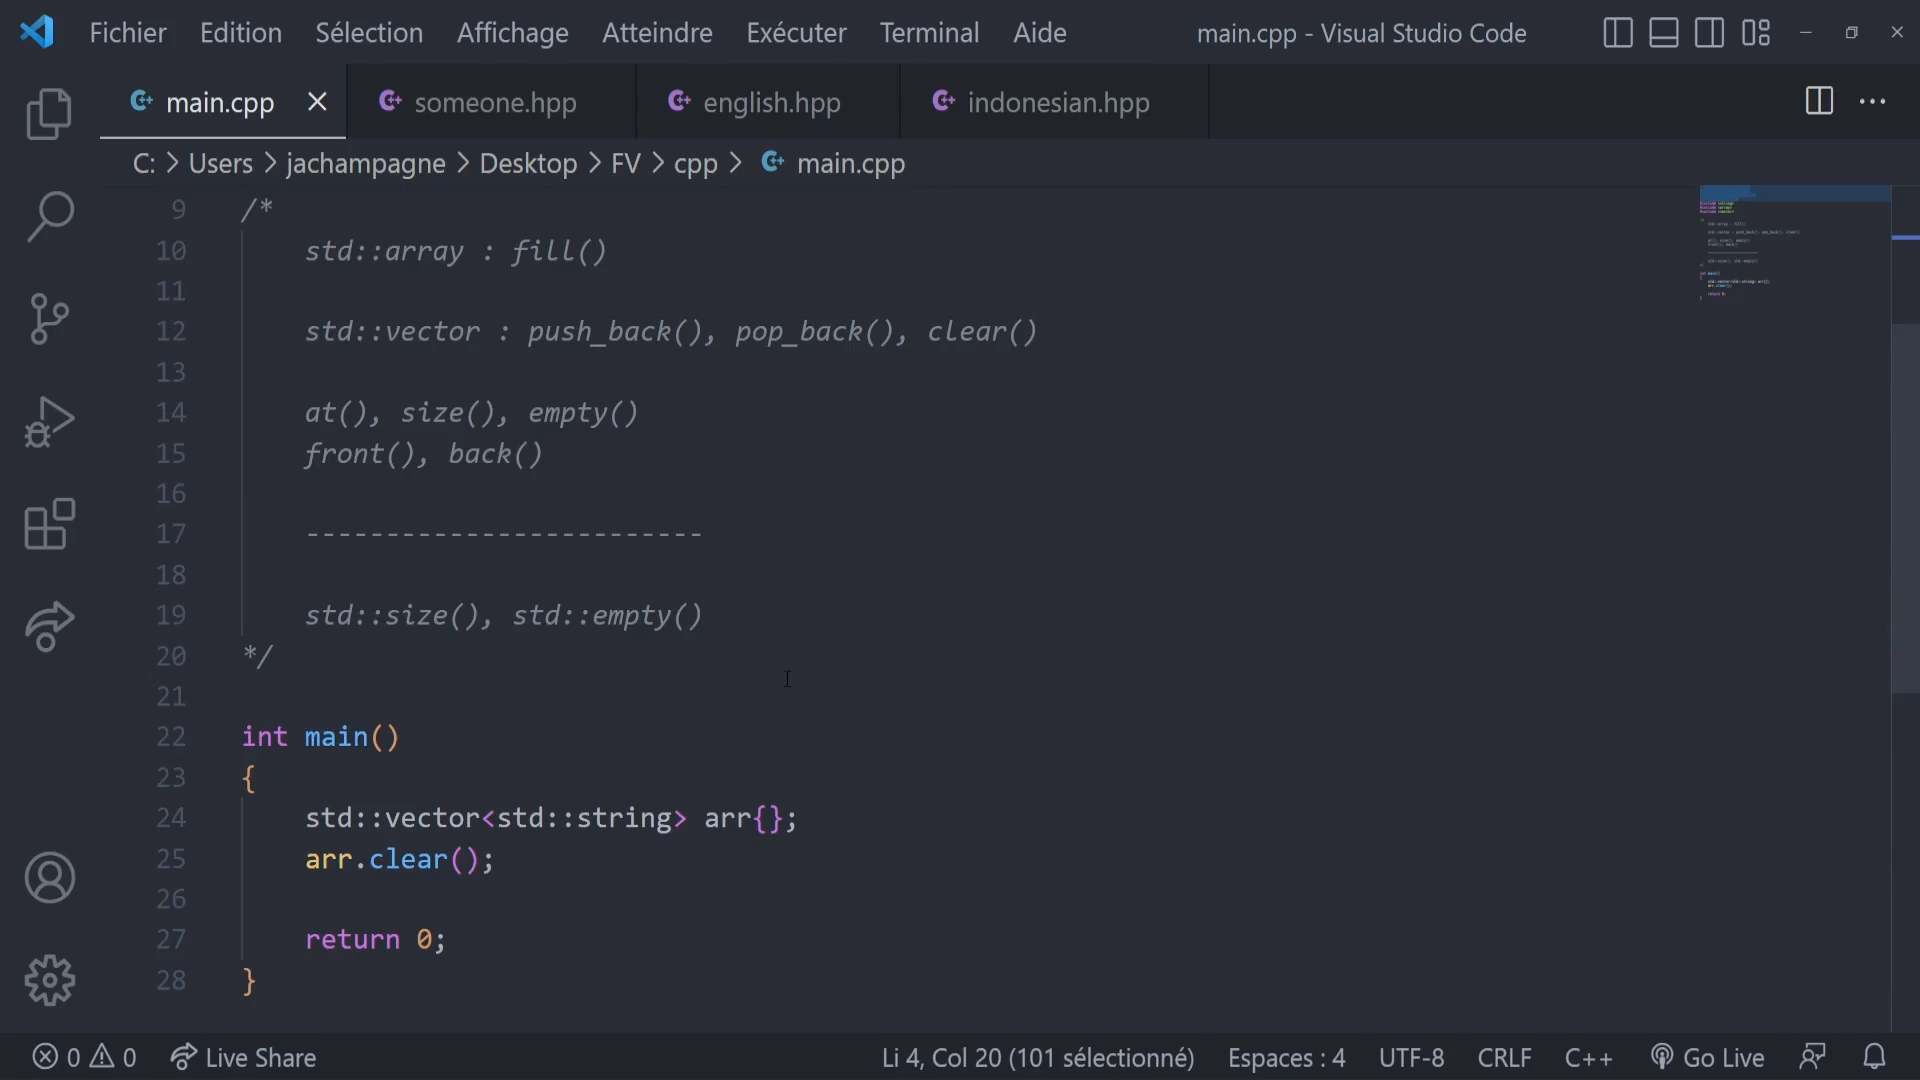 Fichier Edition Sélection Affichage Atteindre Exécuter Terminal Aide main.cpp - Visual Studio Code
main.cpp someone.hpp english.hpp indonesian.hpp
C: > Users > jachampagne > Desktop > FV > cpp > main.cpp
9 /*
10 std::array : fill()
11
12 std::vector : push_back(), pop_back(), clear()
13
14 at(), size(), empty()
15 front(), back()
16
17 -------------------------
18
19 std::size(), std::empty()
20 */
21
22 int main()
23 {
24 std::vector<std::string> arr{};
25 arr.clear();
26
27 return 0;
28 }
0 0 Live Share Li 4, Col 20 (101 sélectionné) Espaces : 4 UTF-8 CRLF C++ Go Live